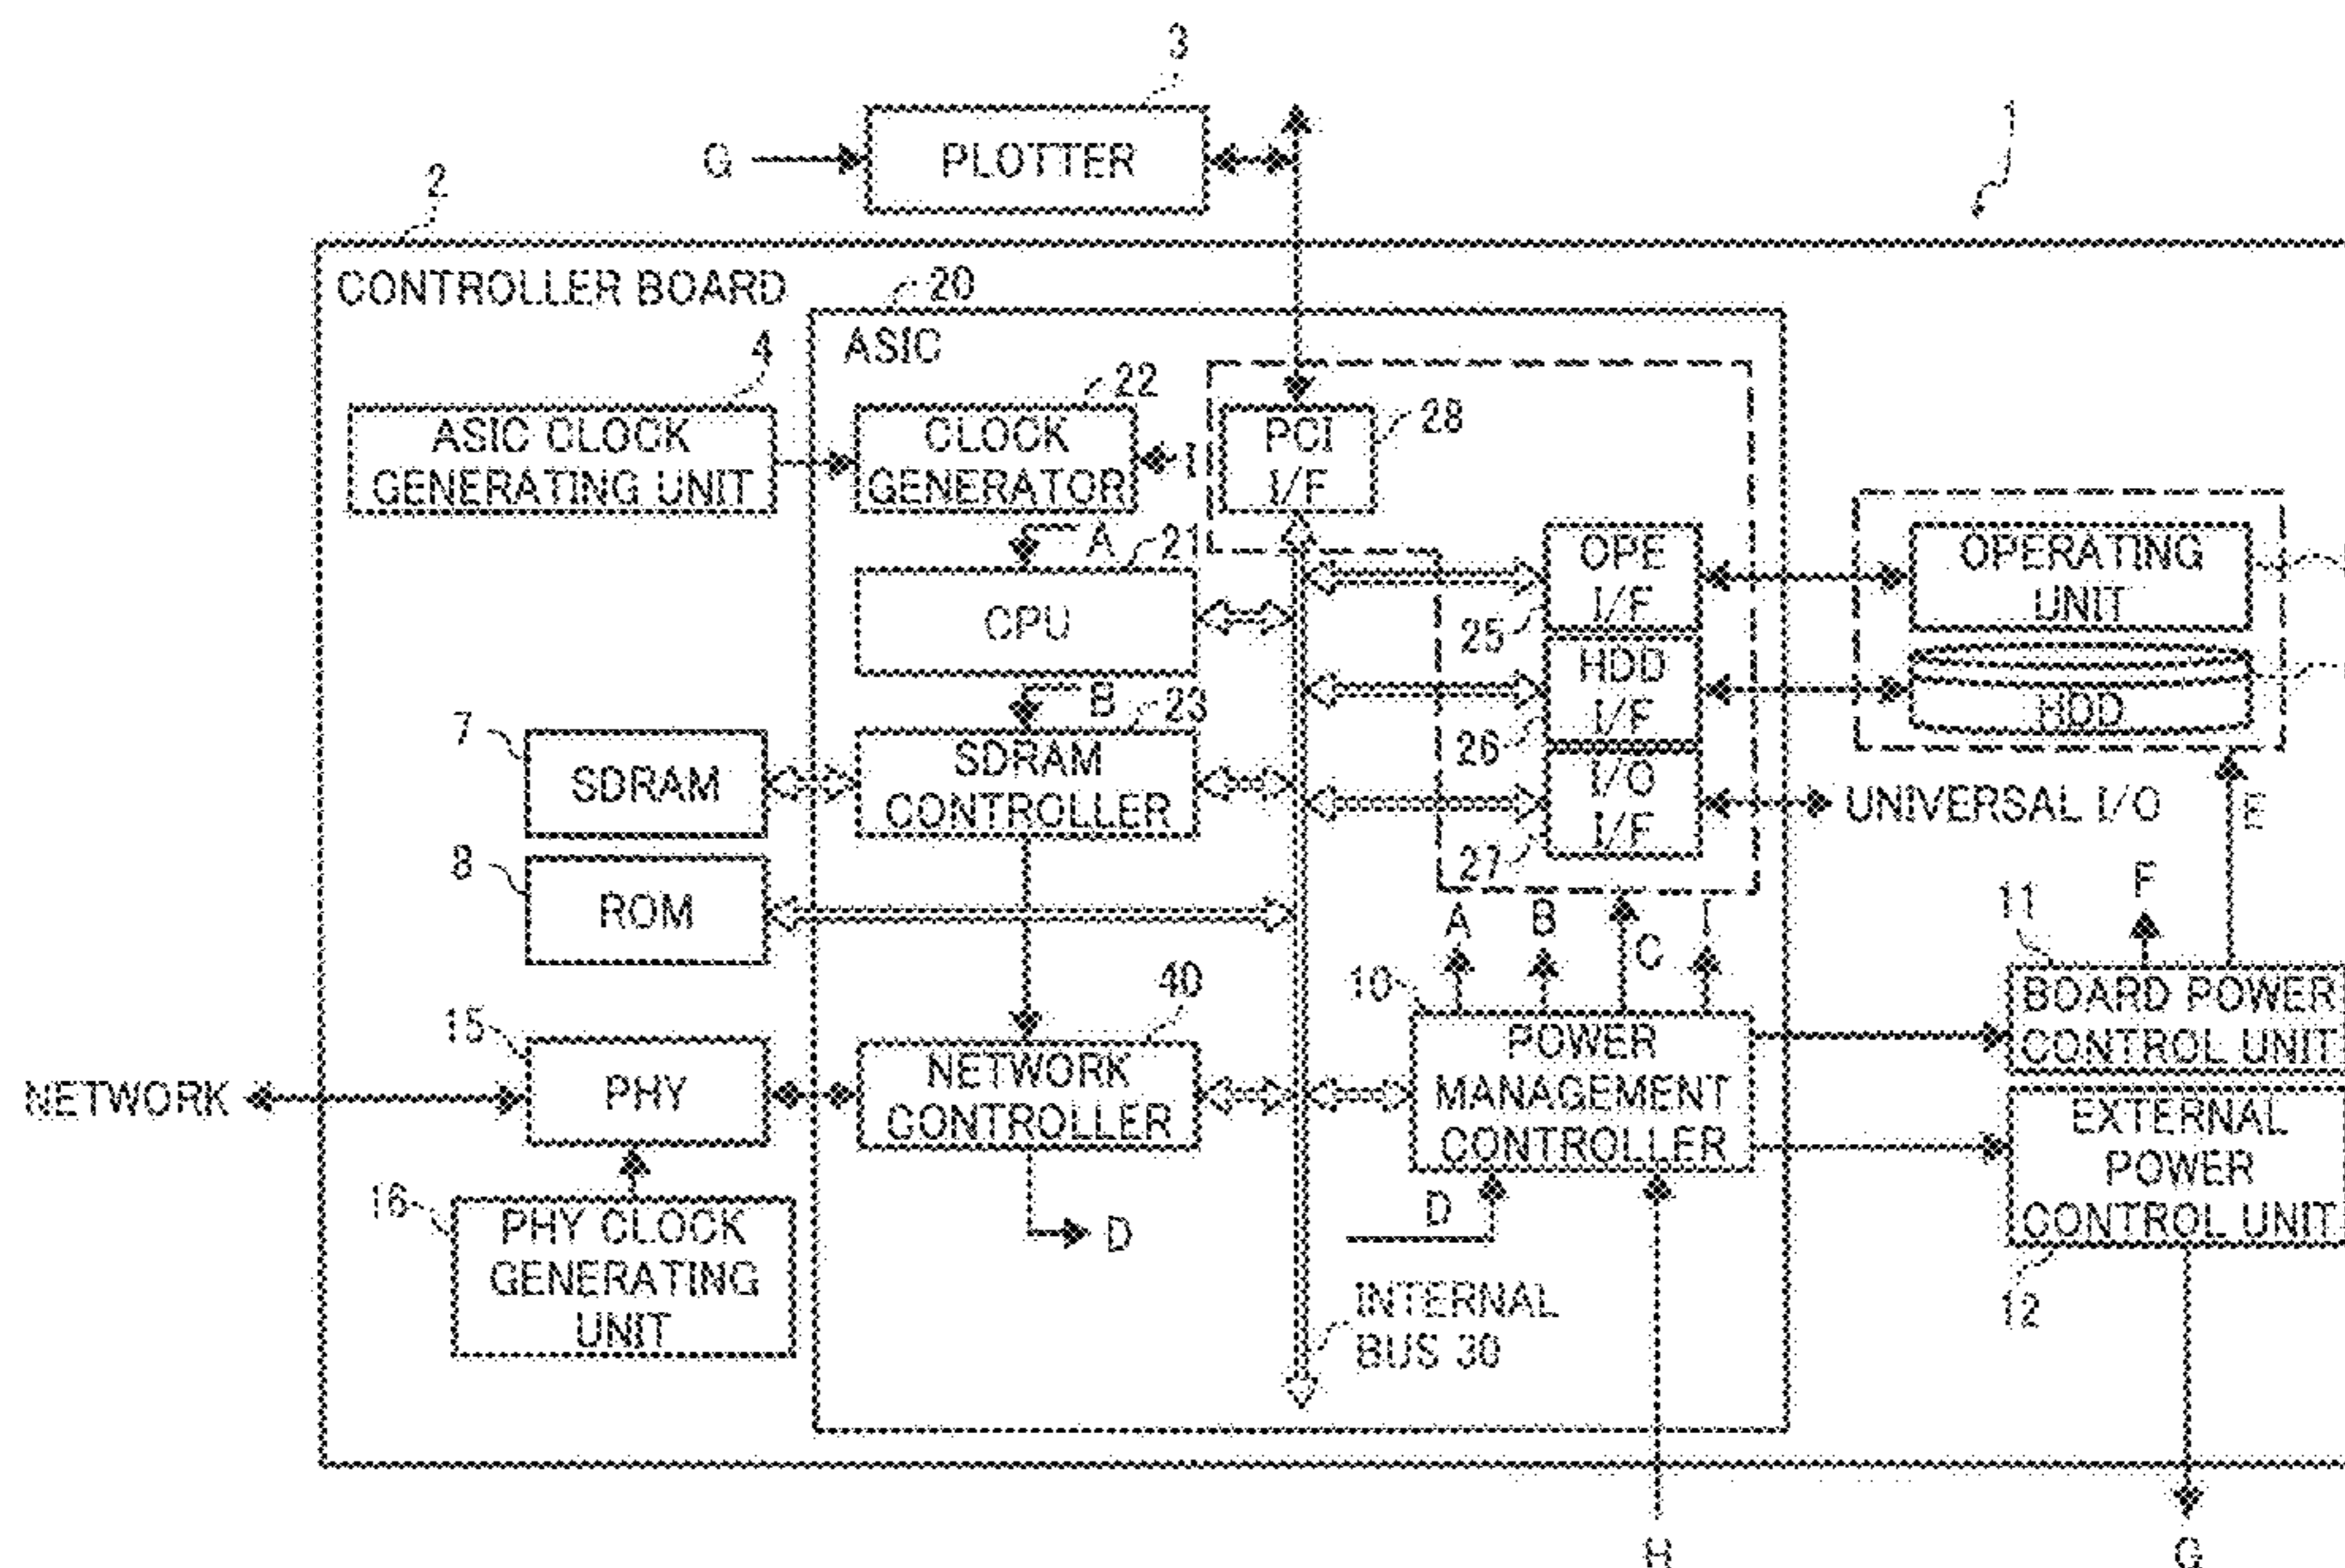 3
1
G
PLOTTER
2
CONTROLLER BOARD
20
ASIC
4
22
ASIC CLOCK
GENERATING UNIT
CLOCK
GENERATOR
I
PCI
I/F
28
A
21
CPU
OPE
I/F
25
OPERATING
UNIT
B
23
HDD
I/F
26
HDD
7
SDRAM
SDRAM
CONTROLLER
I/O
I/F
27
UNIVERSAL I/O
E
8
ROM
A
B
C
I
F
11
10
BOARD POWER
CONTROL UNIT
40
15
NETWORK
PHY
NETWORK
CONTROLLER
POWER
MANAGEMENT
CONTROLLER
EXTERNAL
POWER
CONTROL UNIT
12
16
PHY CLOCK
GENERATING
UNIT
D
D
INTERNAL
BUS 30
H
G